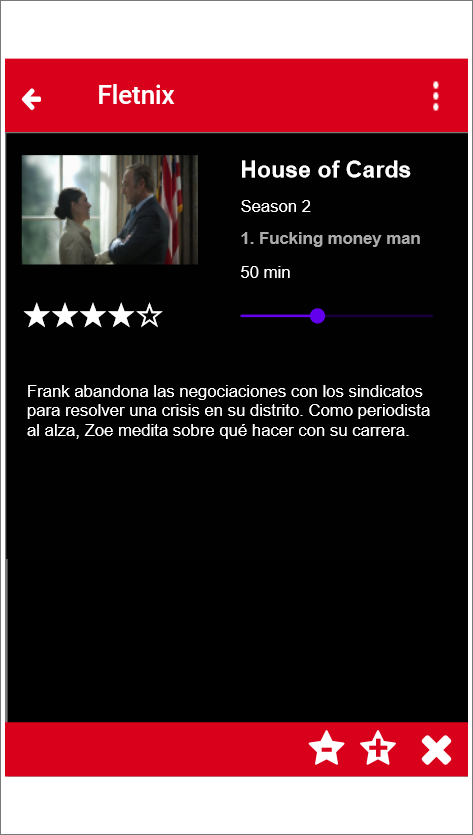 Fletnix
House of Cards
Season 2
1. Fucking money man
50 min
Frank abandona las negociaciones con los sindicatos
para resolver una crisis en su distrito. Como periodista
al alza, Zoe medita sobre qué hacer con su carrera.